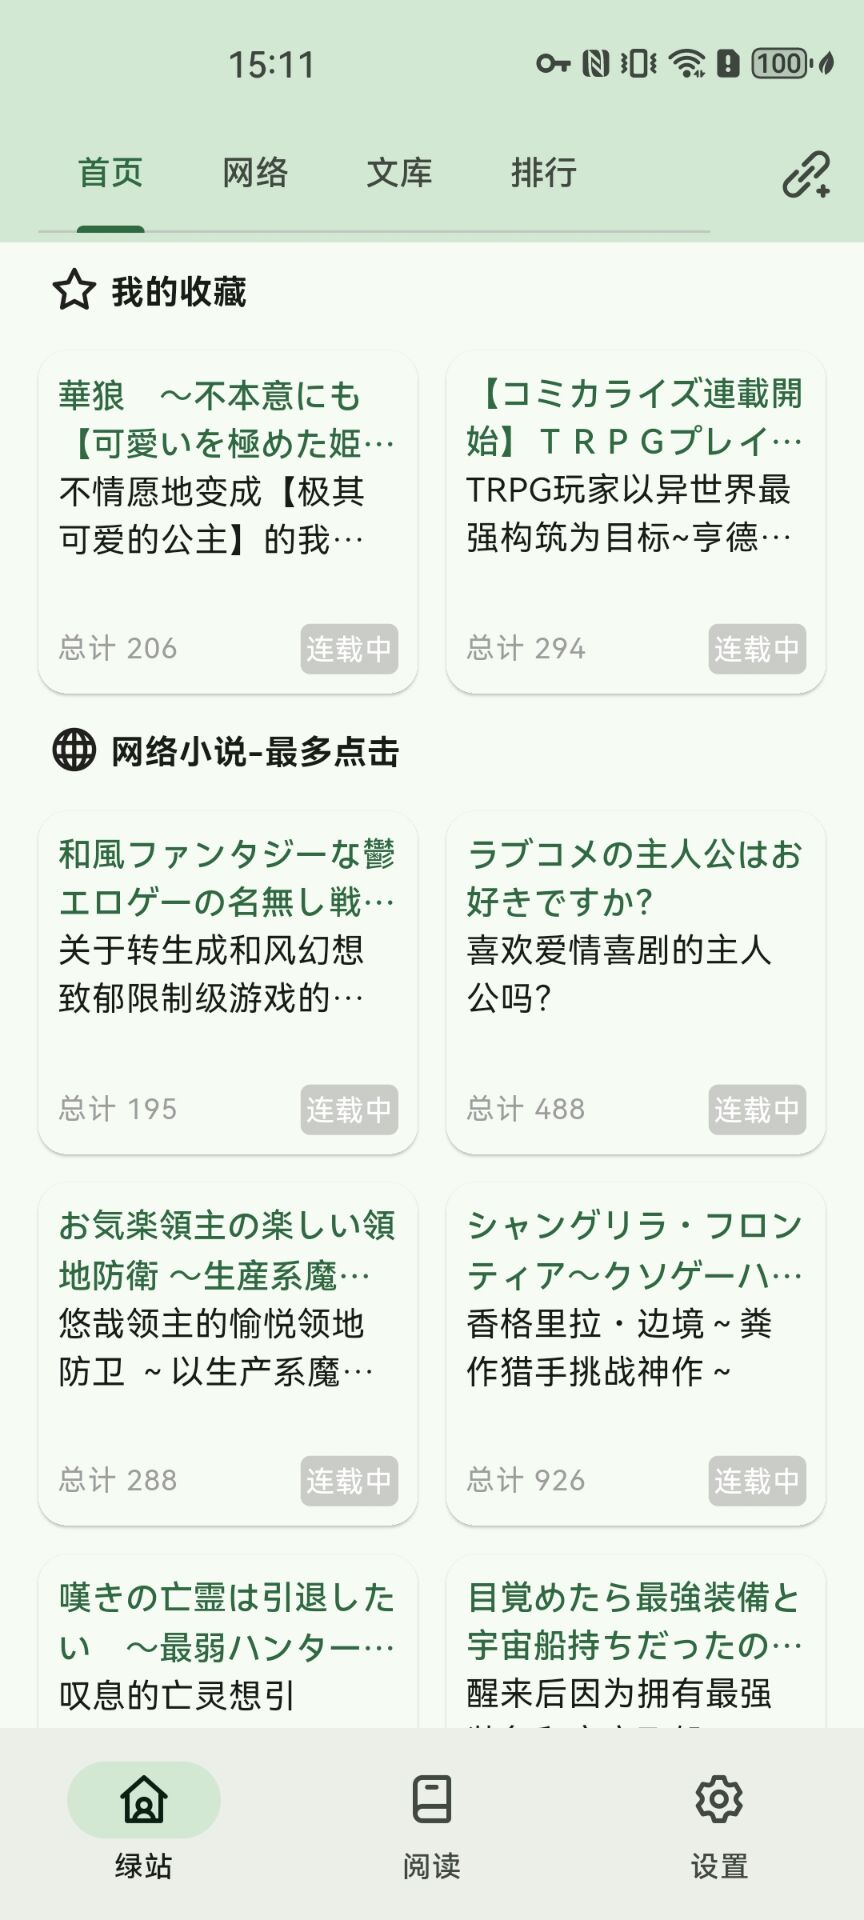 15:11
100
首页 网络 文库 排行
我的收藏
華狼　～不本意にも
【可愛いを極めた姫…
不情愿地变成【极其
可爱的公主】的我…
总计 206 连载中
【コミカライズ連載開
始】ＴＲＰＧプレイ…
TRPG玩家以异世界最
强构筑为目标~亨德…
总计 294 连载中
网络小说-最多点击
和風ファンタジーな鬱
エロゲーの名無し戦…
关于转生成和风幻想
致郁限制级游戏的…
总计 195 连载中
ラブコメの主人公はお
好きですか？
喜欢爱情喜剧的主人
公吗？
总计 488 连载中
お気楽領主の楽しい領
地防衛 ～生産系魔…
悠哉领主的愉悦领地
防卫 ～以生产系魔…
总计 288 连载中
シャングリラ・フロン
ティア～クソゲーハ…
香格里拉・边境～粪
作猎手挑战神作～
总计 926 连载中
嘆きの亡霊は引退した
い　～最弱ハンター…
叹息的亡灵想引
目覚めたら最強装備と
宇宙船持ちだったの…
醒来后因为拥有最强
绿站 阅读 设置